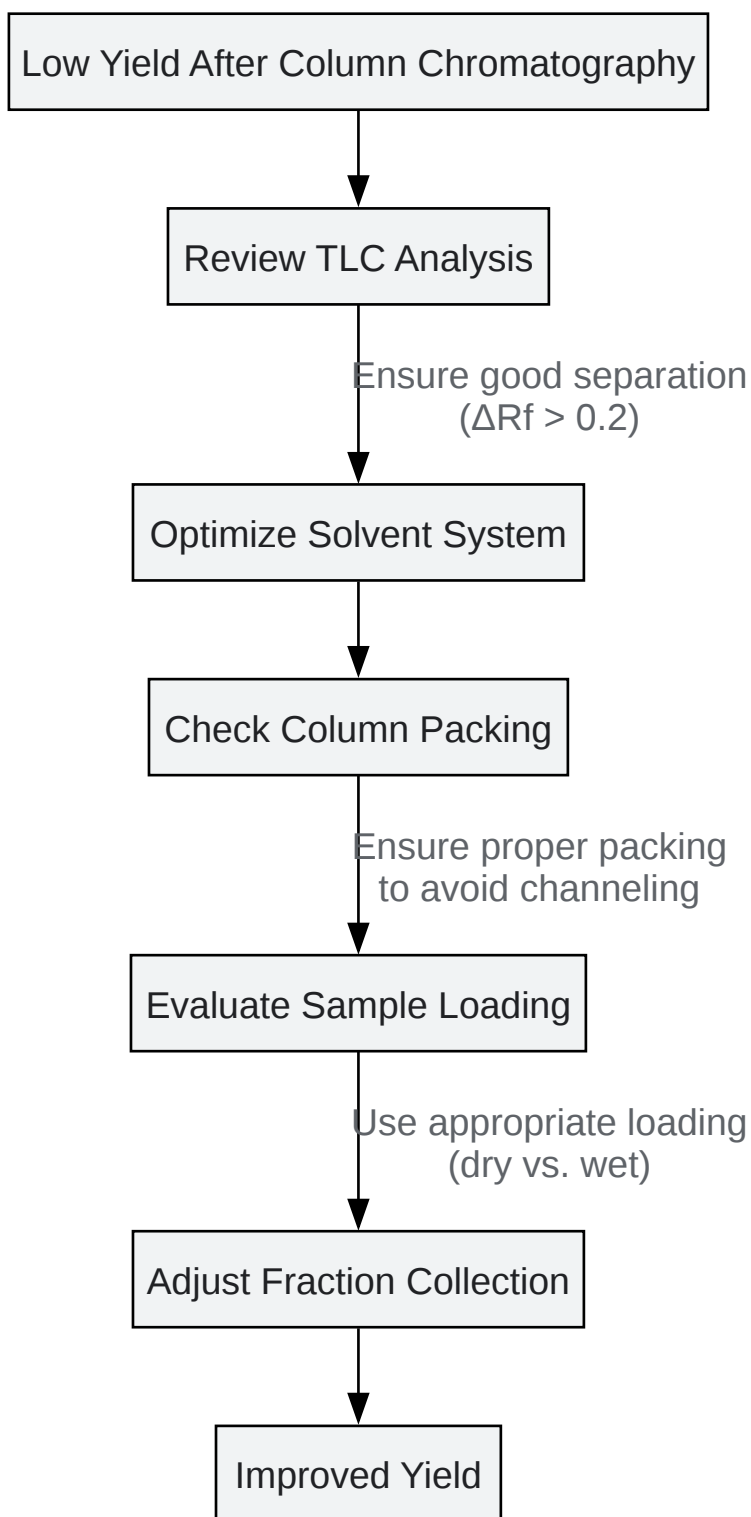 Low Yield After Column Chromatography
Review TLC Analysis
Ensure good separation
(ΔRf > 0.2)
Optimize Solvent System
Check Column Packing
Ensure proper packing
to avoid channeling
Evaluate Sample Loading
Use appropriate loading
(dry vs. wet)
Adjust Fraction Collection
Improved Yield